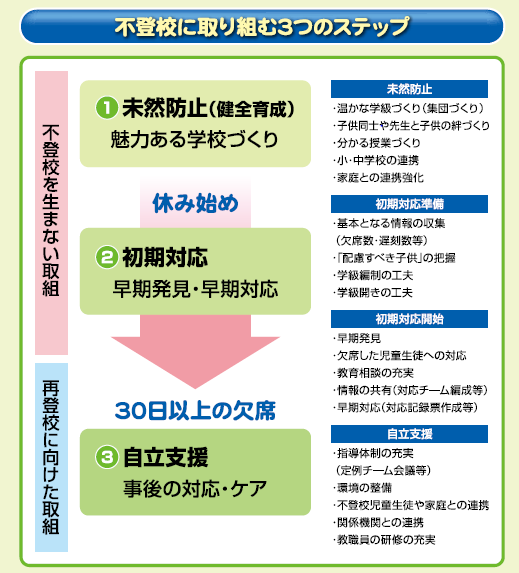 不登校に取り組む3つのステップ
不登校を生まない取組
再登校に向けた取組
1 未然防止(健全育成)
魅力ある学校づくり
休み始め
2 初期対応
早期発見・早期対応
30日以上の欠席
3 自立支援
事後の対応・ケア
未然防止
・温かな学級づくり(集団づくり)
・子供同士や先生と子供の絆づくり
・分かる授業づくり
・小・中学校の連携
・家庭との連携強化
初期対応準備
・基本となる情報の収集
(欠席数・遅刻数等)
・「配慮すべき子供」の把握
・学級編制の工夫
・学級開きの工夫
初期対応開始
・早期発見
・欠席した児童生徒への対応
・教育相談の充実
・情報の共有(対応チーム編成等)
・早期対応(対応記録票作成等)
自立支援
・指導体制の充実
(定例チーム会議等)
・環境の整備
・不登校児童生徒や家庭との連携
・関係機関との連携
・教職員の研修の充実